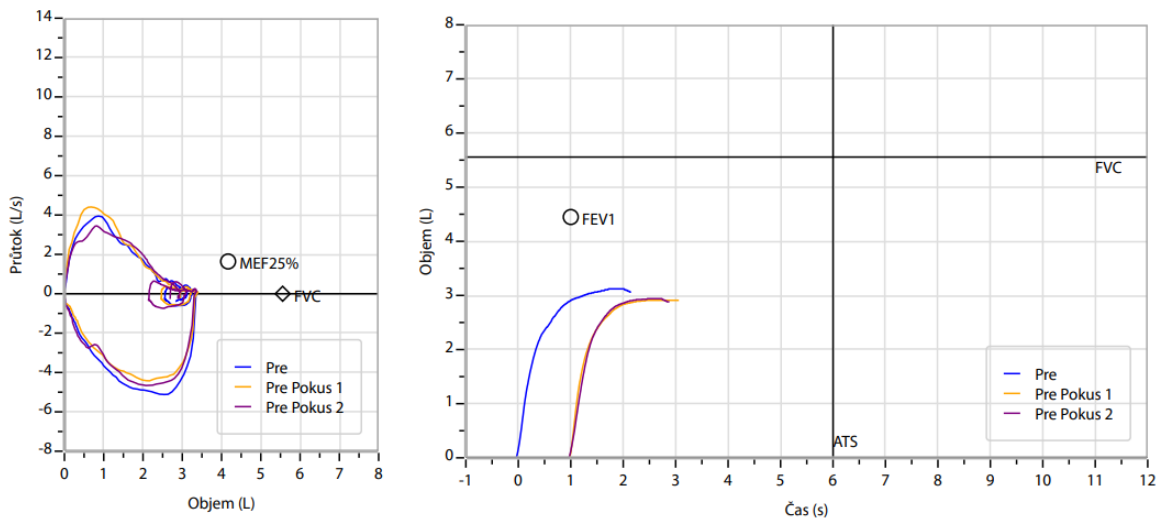 14
12
10
8
6
4
2
0
-2
-4
-6
-8
Průtok (L/s)
MEF25%
FVC
Pre
Pre Pokus 1
Pre Pokus 2
0 1 2 3 4 5 6 7 8
Objem (L)
8
7
6
5
4
3
2
1
0
Objem (L)
FVC
FEV1
Pre
Pre Pokus 1
Pre Pokus 2
ATS
-1 0 1 2 3 4 5 6 7 8 9 10 11 12
Čas (s)